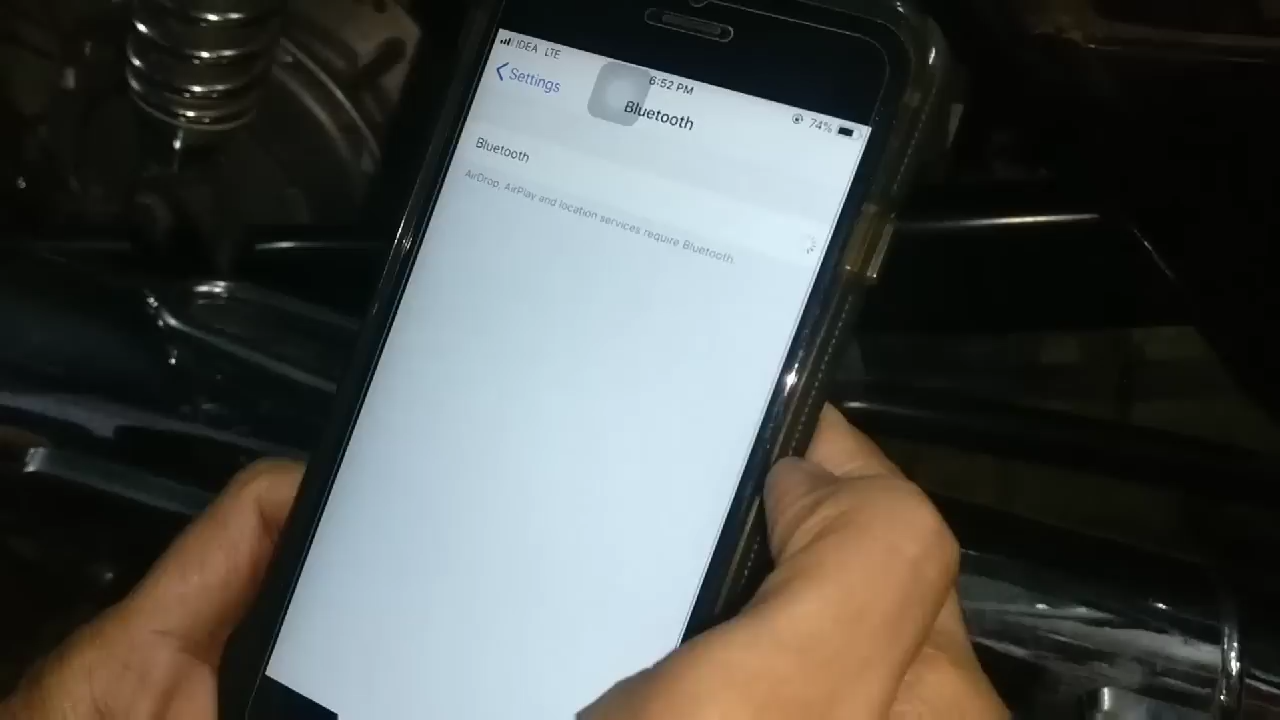 IDEA LTE
6:52 PM
74%
Settings
Bluetooth
Bluetooth
AirDrop, AirPlay and location services require Bluetooth.